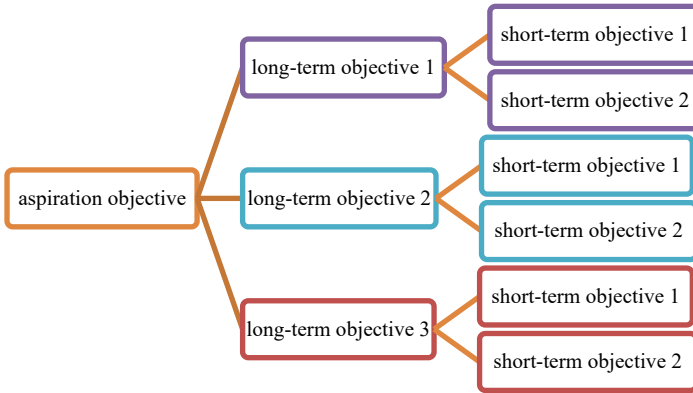 aspiration objective
long-term objective 1
short-term objective 1
short-term objective 2
long-term objective 2
short-term objective 1
short-term objective 2
long-term objective 3
short-term objective 1
short-term objective 2